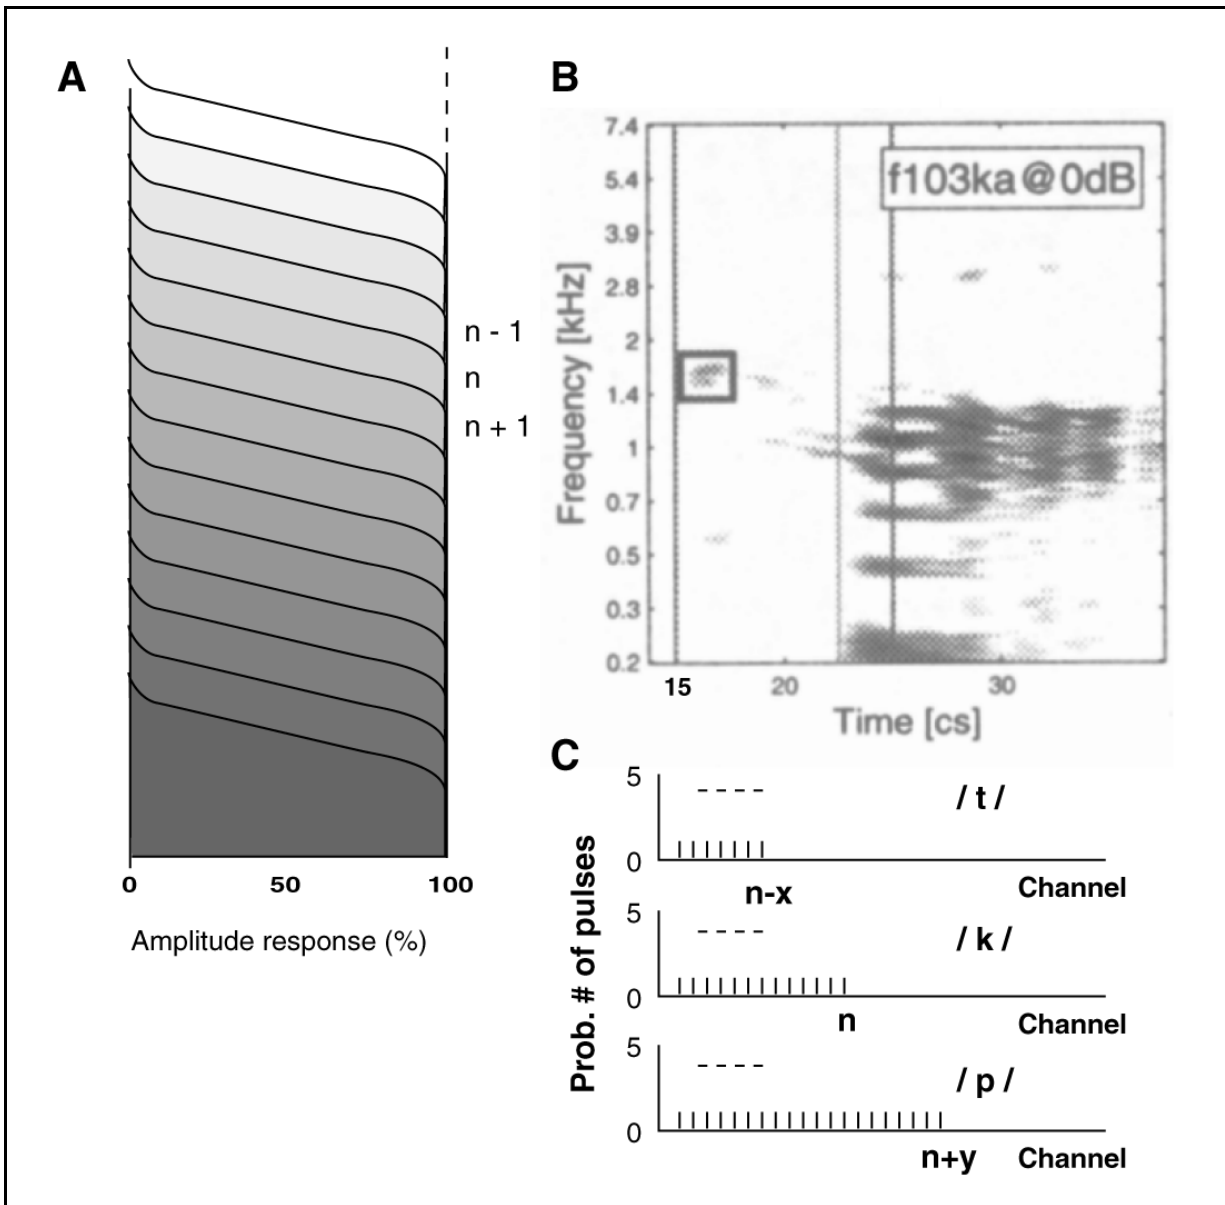 A
n - 1
n
n + 1
0 50 100
Amplitude response (%)
B
f103ka@0dB
Frequency [kHz]
7.4
5.4
3.9
2.8
2
1.4
1
0.7
0.5
0.3
0.2
15 20 30
Time [cs]
C
Prob. # of pulses
5
/ t /
0
n-x Channel
5
/ k /
0
n Channel
5
/ p /
0
n+y Channel